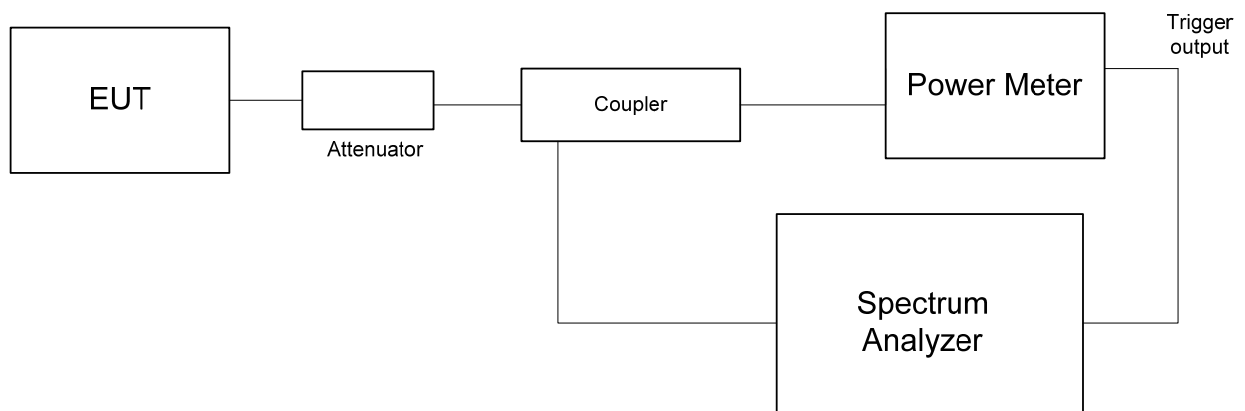 EUT
Attenuator
Coupler
Power Meter
Trigger
output
Spectrum
Analyzer